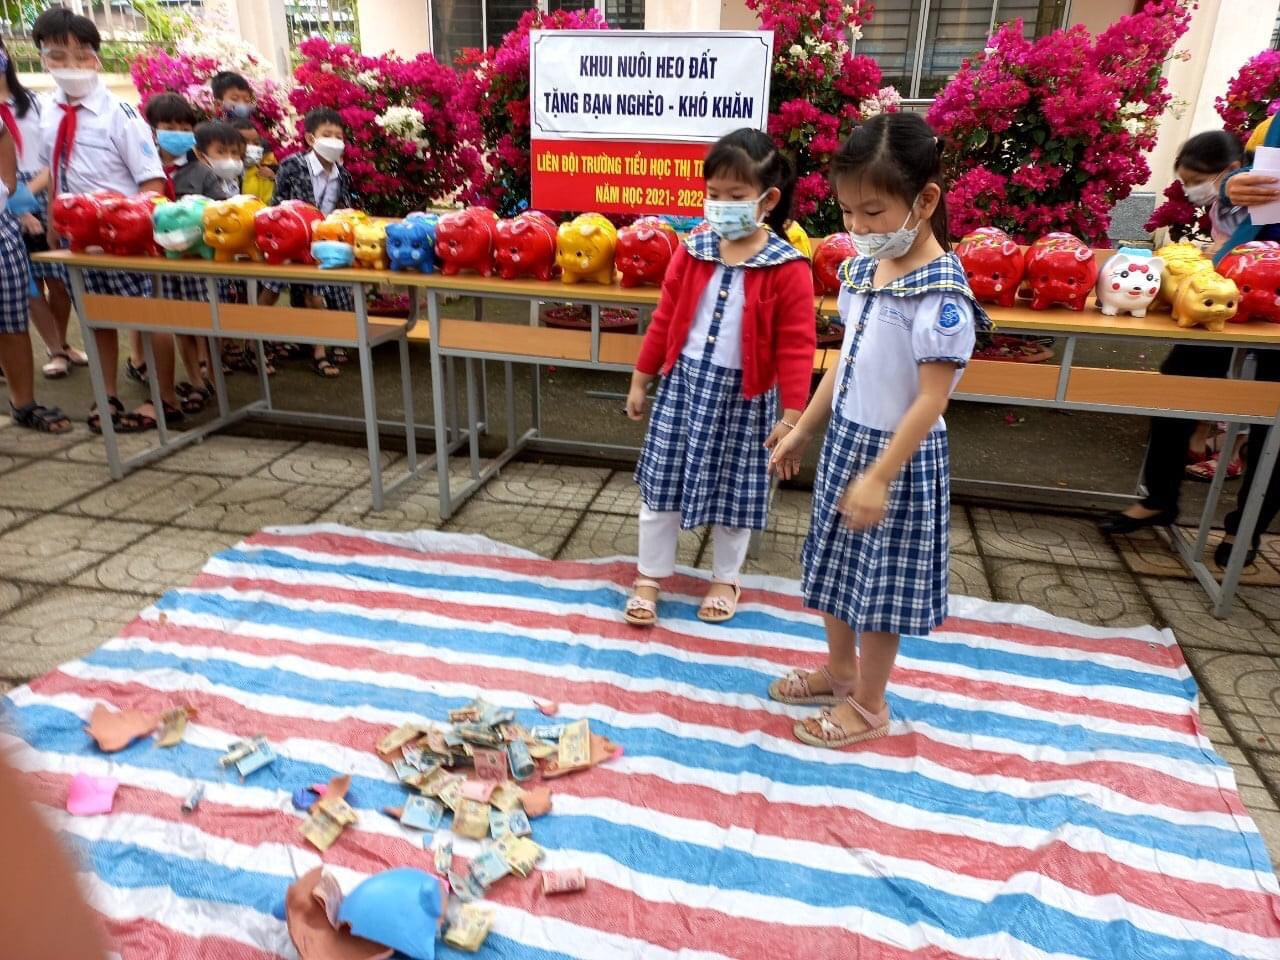 KHUI NUÔI HEO ĐẤT
TẶNG BẠN NGHÈO - KHÓ KHĂN
LIÊN ĐỘI TRƯỜNG TIỂU HỌC THỊ
NĂM HỌC 2021- 2022